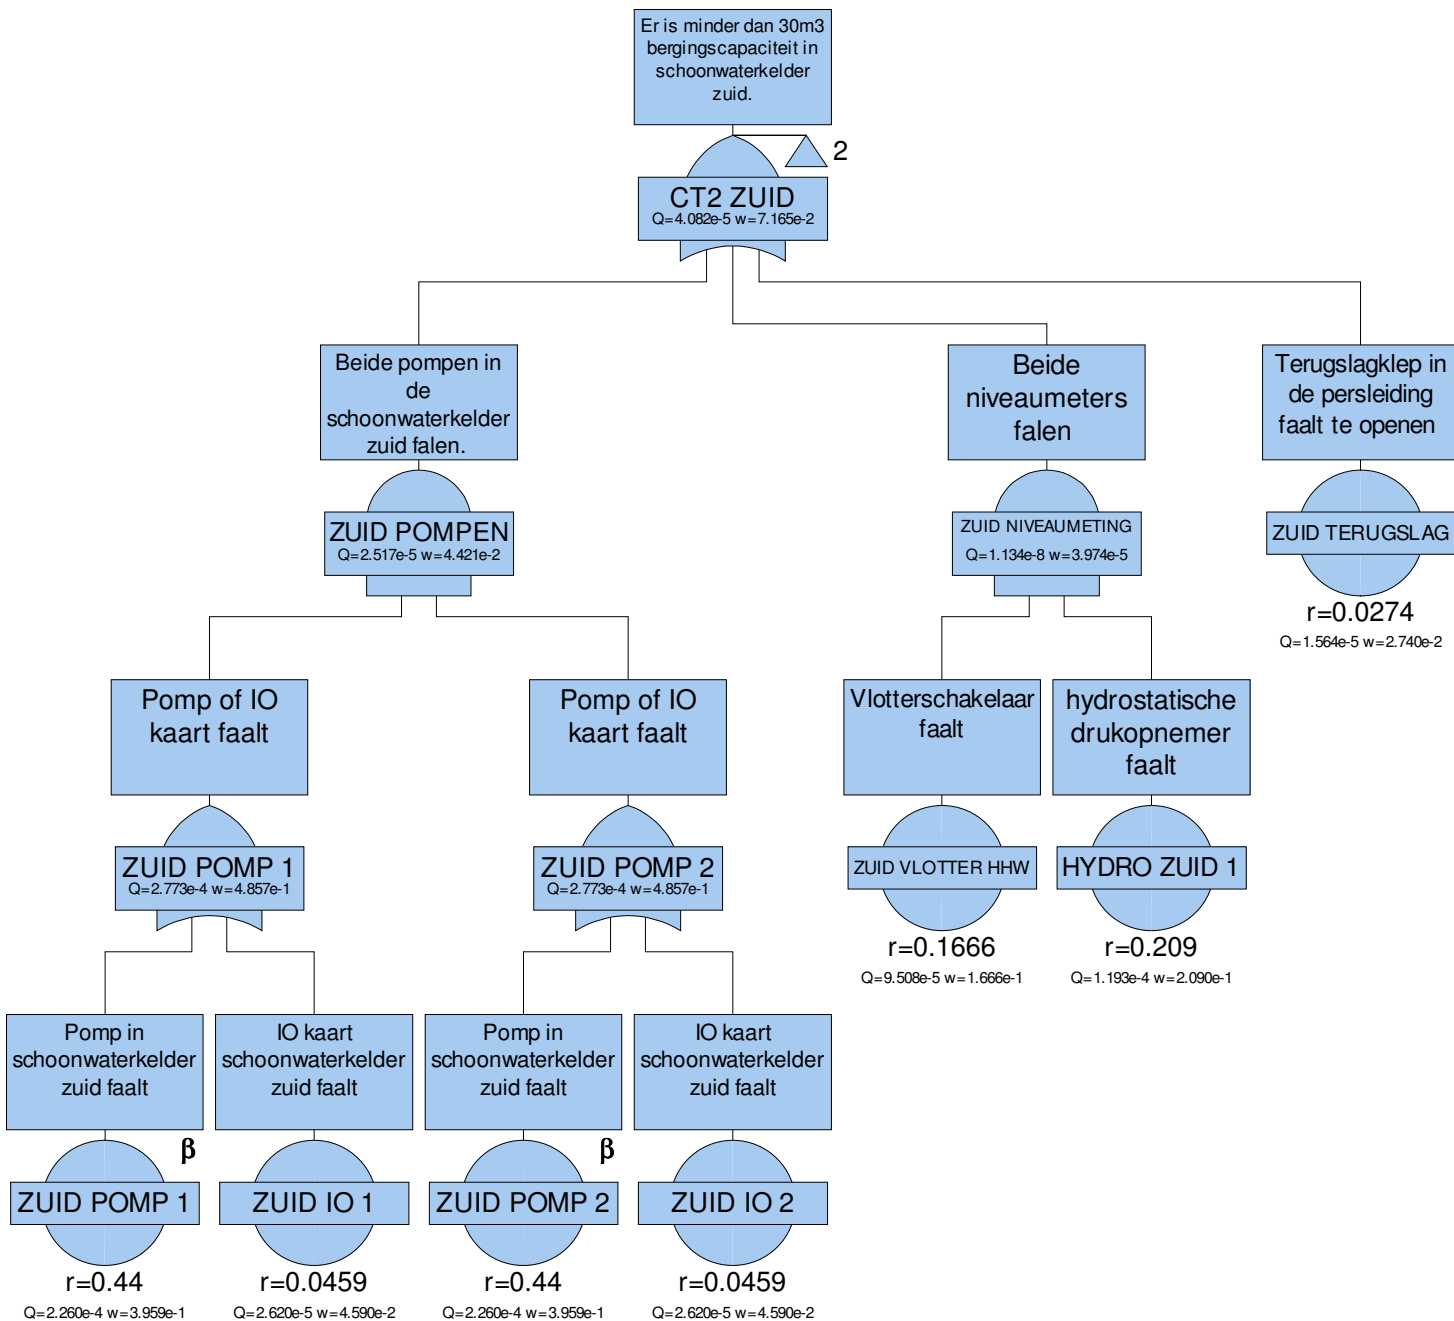 Er is minder dan 30m3
bergingscapaciteit in
schoonwaterkelder
zuid.
2
CT2 ZUID
Q=4.082e-5 w=7.165e-2
Beide pompen in
de
schoonwaterkelder
zuid falen.
ZUID POMPEN
Q=2.517e-5 w=4.421e-2
Beide
niveaumeters
falen
ZUID NIVEAUMETING
Q=1.134e-8 w=3.974e-5
Terugslagklep in
de persleiding
faalt te openen
ZUID TERUGSLAG
r=0.0274
Q=1.564e-5 w=2.740e-2
Pomp of IO
kaart faalt
ZUID POMP 1
Q=2.773e-4 w=4.857e-1
Pomp of IO
kaart faalt
ZUID POMP 2
Q=2.773e-4 w=4.857e-1
Vlotterschakelaar
faalt
ZUID VLOTTER HHW
r=0.1666
Q=9.508e-5 w=1.666e-1
hydrostatische
drukopnemer
faalt
HYDRO ZUID 1
r=0.209
Q=1.193e-4 w=2.090e-1
Pomp in
schoonwaterkelder
zuid faalt
β
ZUID POMP 1
r=0.44
Q=2.260e-4 w=3.959e-1
IO kaart
schoonwaterkelder
zuid faalt
ZUID IO 1
r=0.0459
Q=2.620e-5 w=4.590e-2
Pomp in
schoonwaterkelder
zuid faalt
β
ZUID POMP 2
r=0.44
Q=2.260e-4 w=3.959e-1
IO kaart
schoonwaterkelder
zuid faalt
ZUID IO 2
r=0.0459
Q=2.620e-5 w=4.590e-2